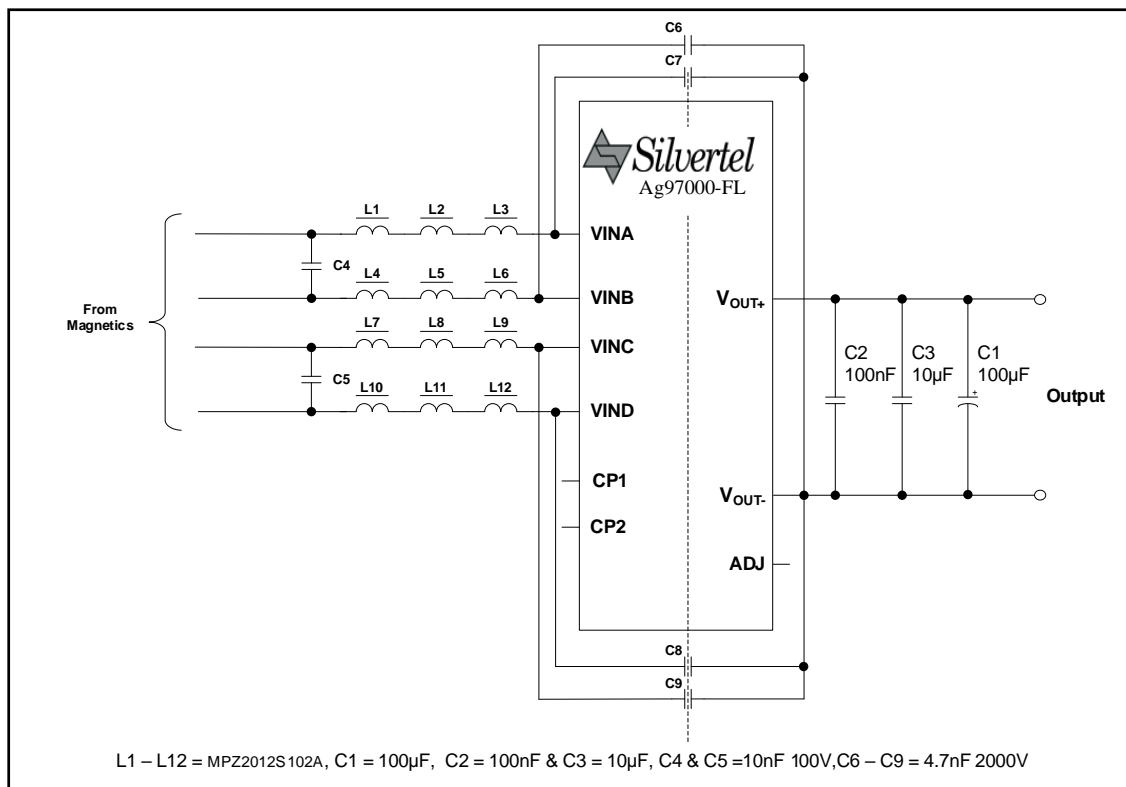 C6
C7
Silvertel
Ag97000-FL
L1 L2 L3
VINA
C4
L4 L5 L6
VINB
VOUT+
From
Magnetics
L7 L8 L9
VINC
C5
L10 L11 L12
VIND
C2
100nF
C3
10µF
C1
100µF
+
Output
CP1
CP2
VOUT-
ADJ
C8
C9
L1 – L12 = MPZ2012S102A, C1 = 100µF, C2 = 100nF & C3 = 10µF, C4 & C5 =10nF 100V,C6 – C9 = 4.7nF 2000V